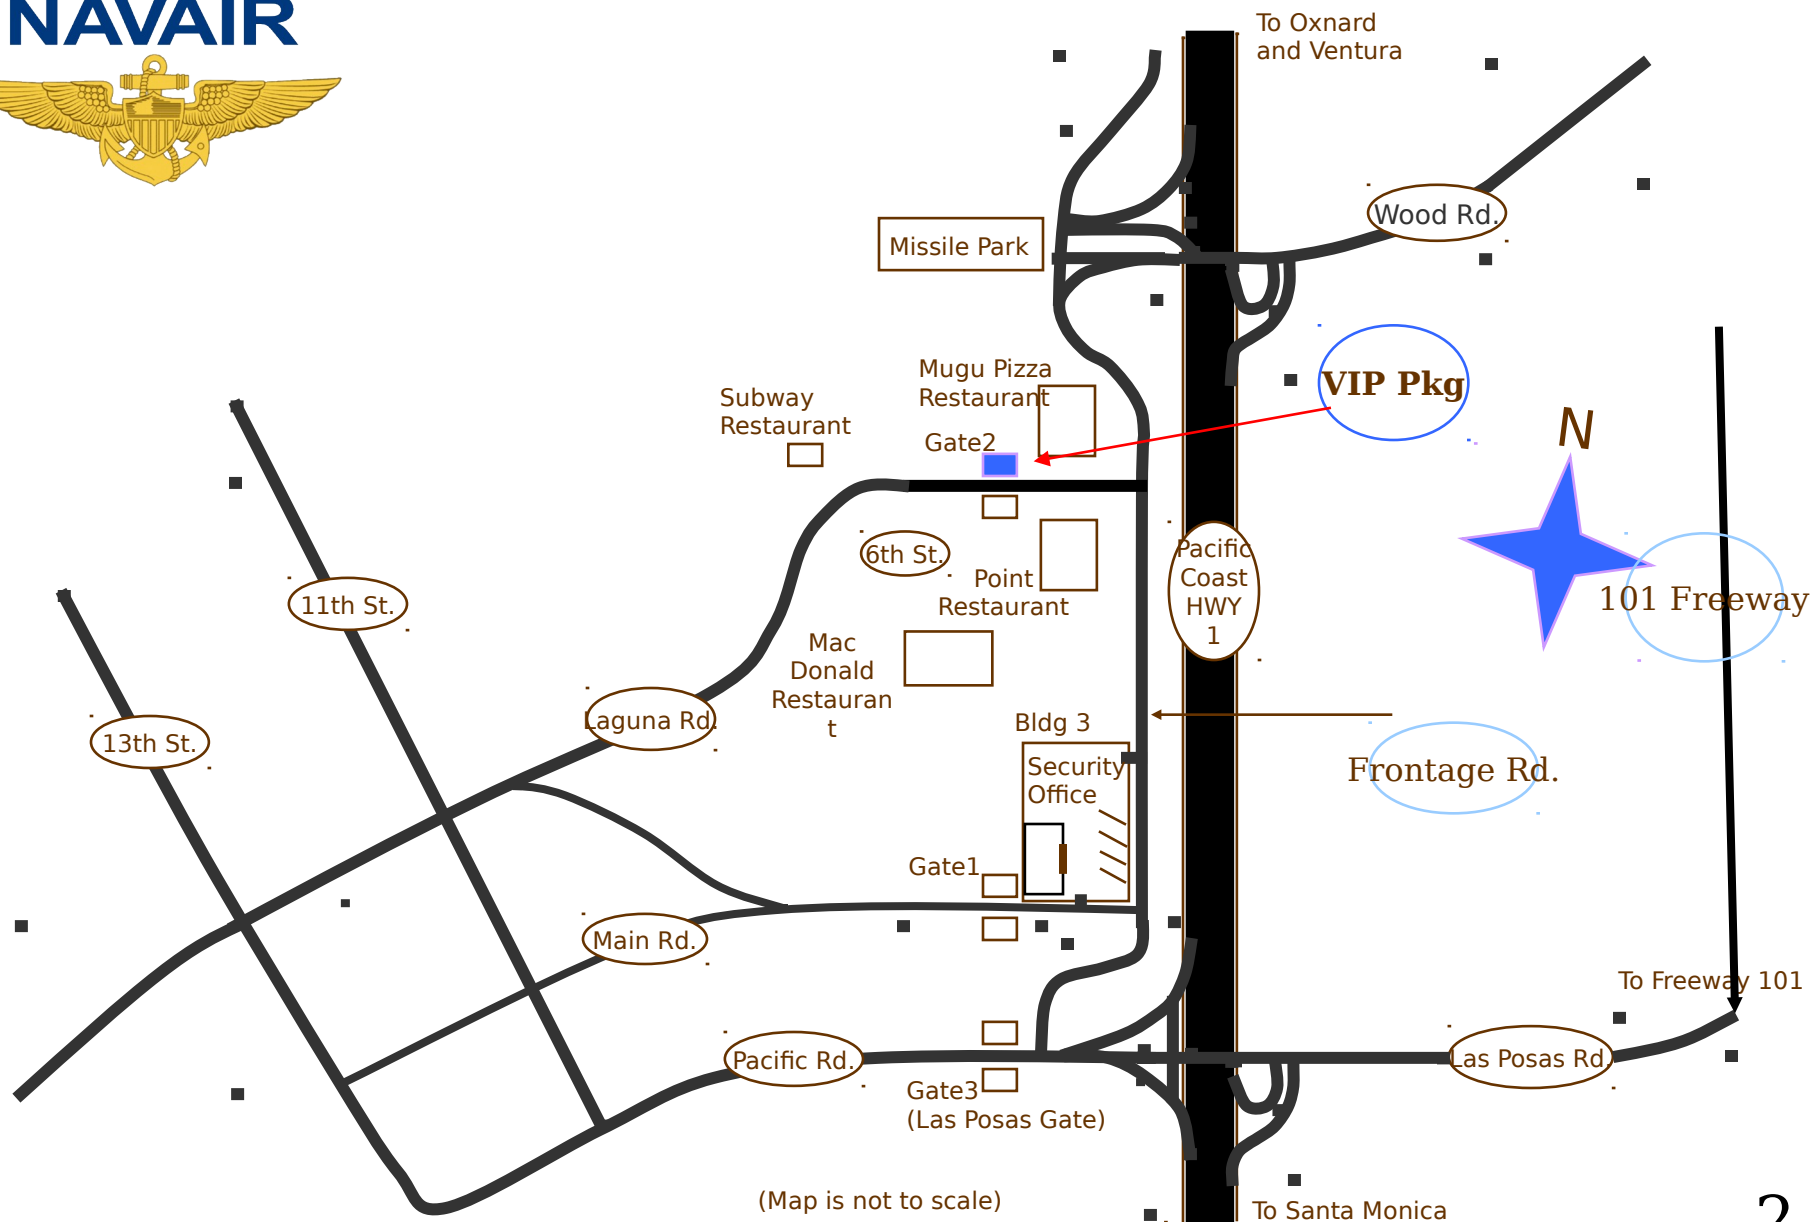 NAVAIR
To Oxnard
and Ventura
Wood Rd.
Missile Park
VIP Pkg
Mugu Pizza
Restaurant
Subway
Restaurant
Gate2
N
6th St.
Pacific
Coast
HWY
1
Point
Restaurant
101 Freeway
11th St.
Mac
Donald
Restauran
t
Laguna Rd.
13th St.
Bldg 3
Security
Office
Frontage Rd.
Gate1
Main Rd.
To Freeway 101
Pacific Rd.
Las Posas Rd.
Gate3
(Las Posas Gate)
(Map is not to scale)
To Santa Monica
2